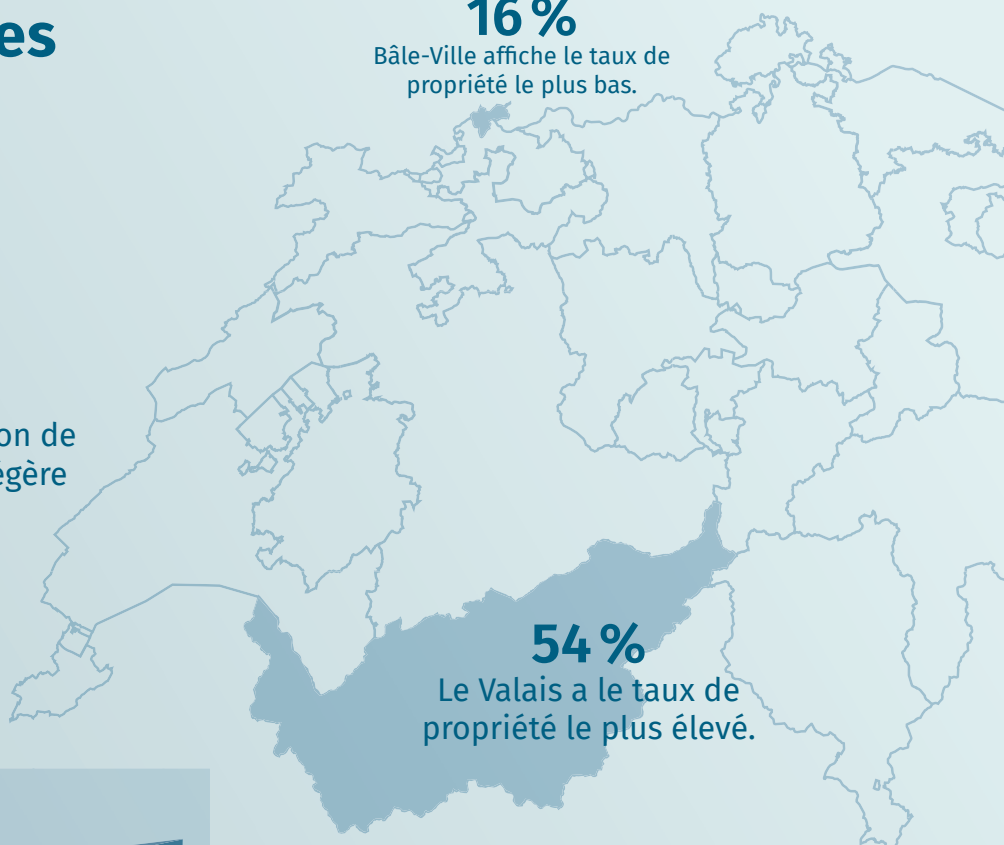 es
16 %
Bâle-Ville affiche le taux de
propriété le plus bas.
on de
égère
54 %
Le Valais a le taux de
propriété le plus élevé.